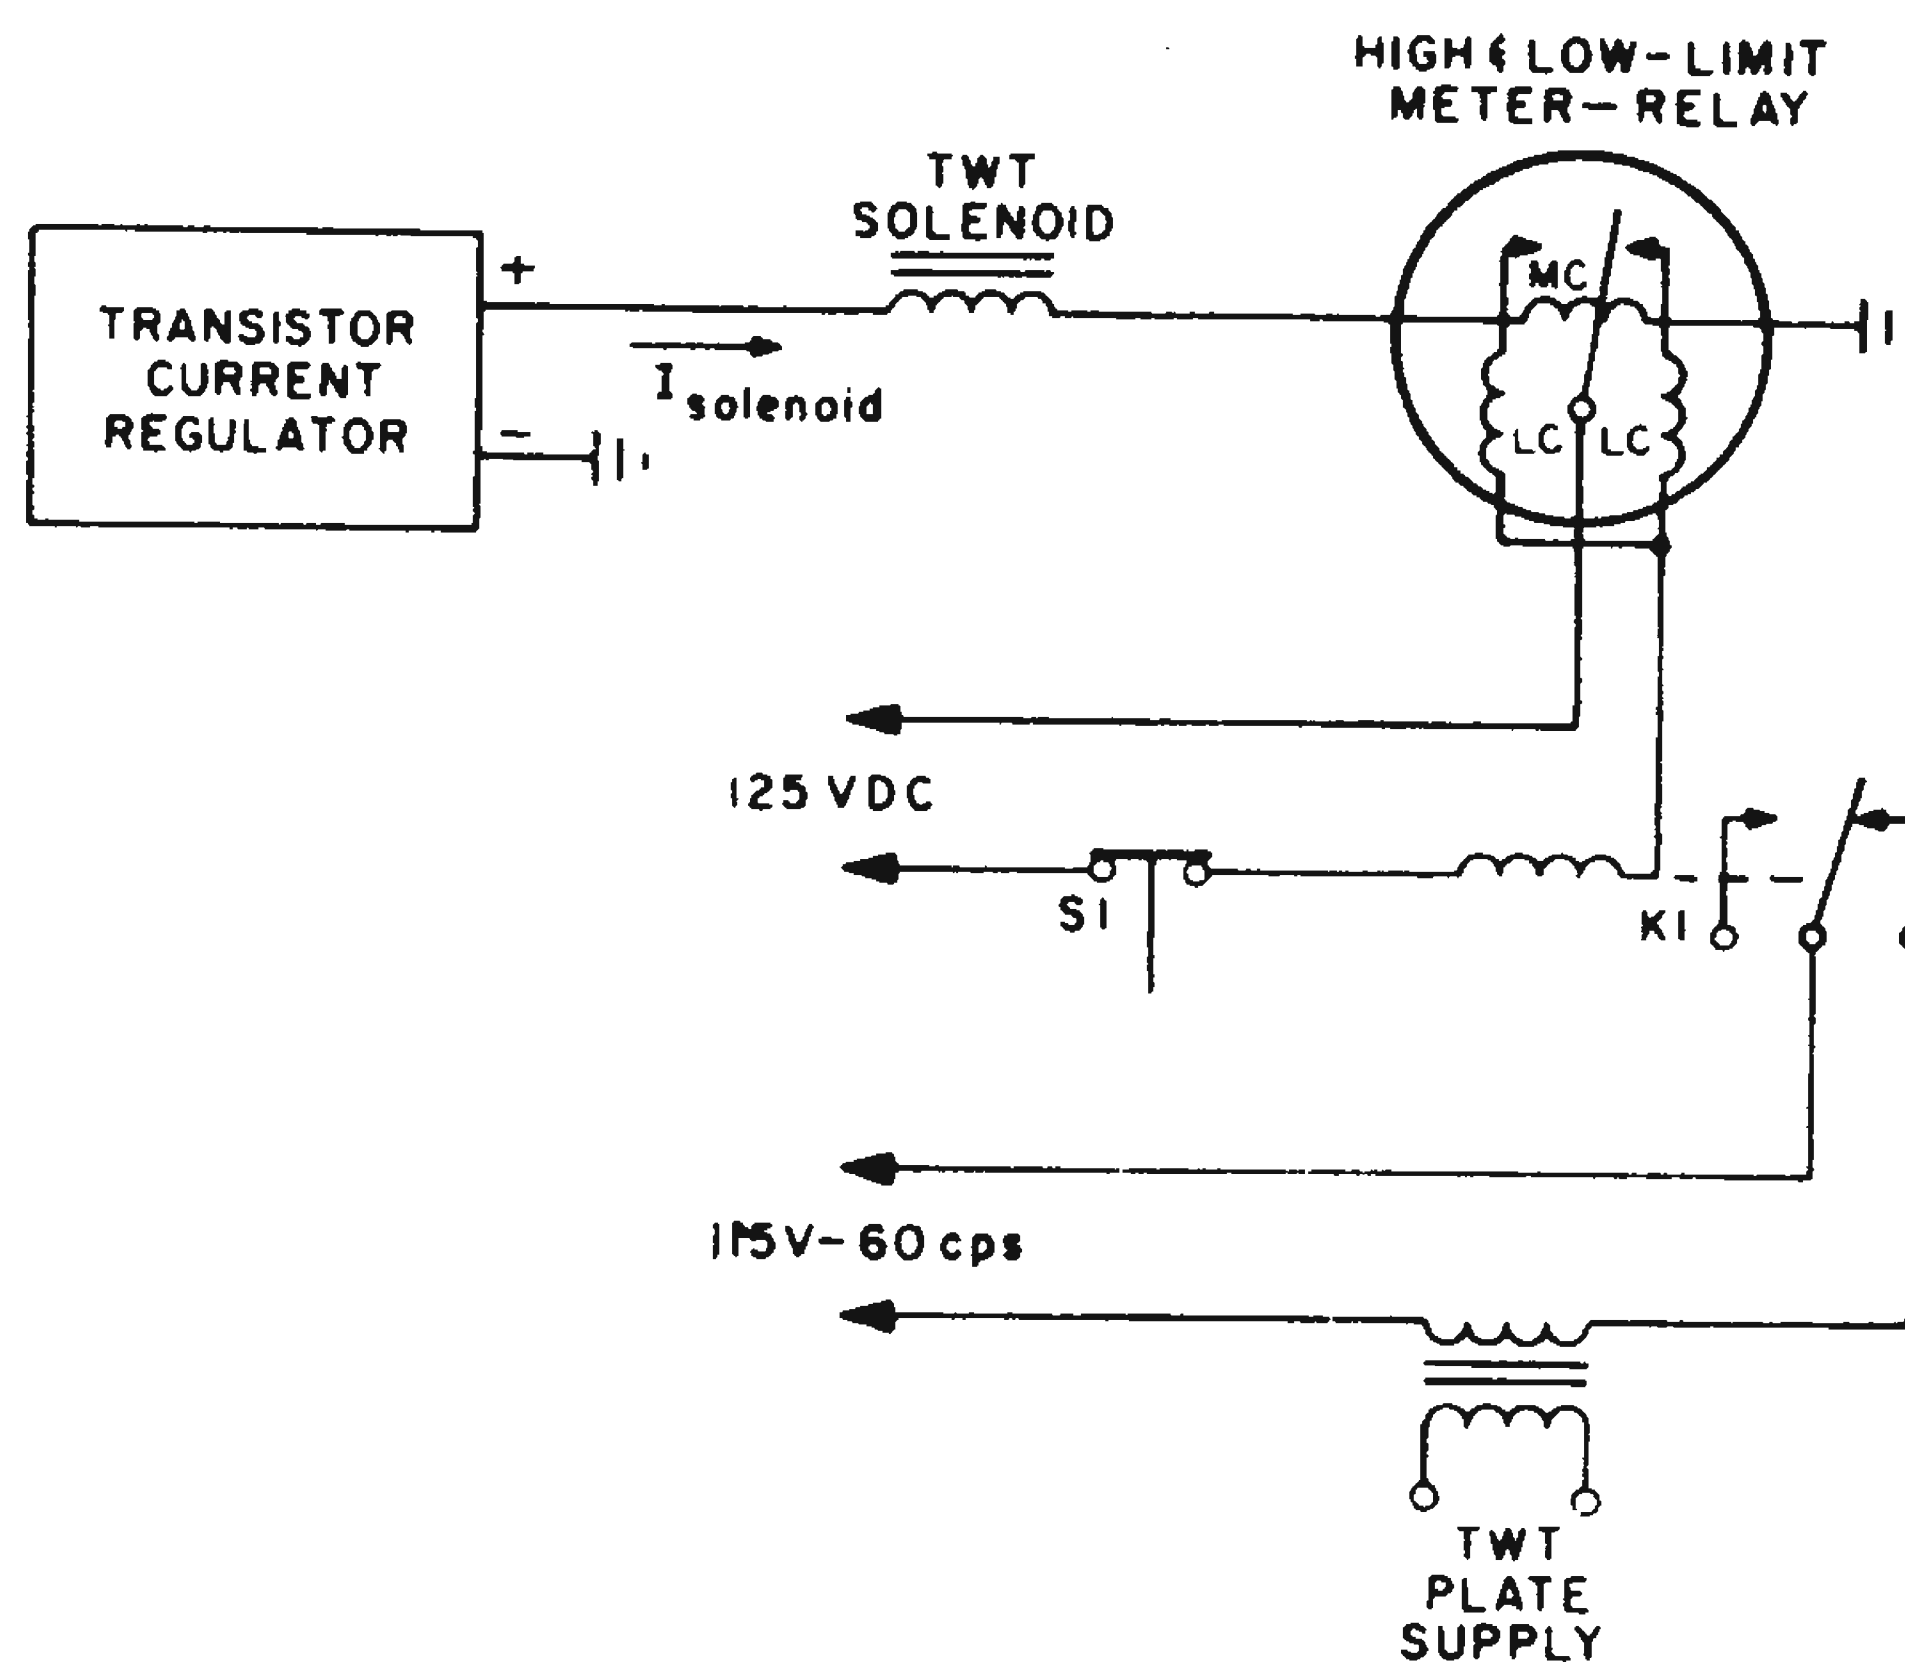 HIGH & LOW-LIMIT
METER-RELAY
TWT
SOLENOID
+
MC
TRANSISTOR
CURRENT
REGULATOR
I solenoid
-
LC LC
125 VDC
S1
K1
115V-60 cps
TWT
PLATE
SUPPLY